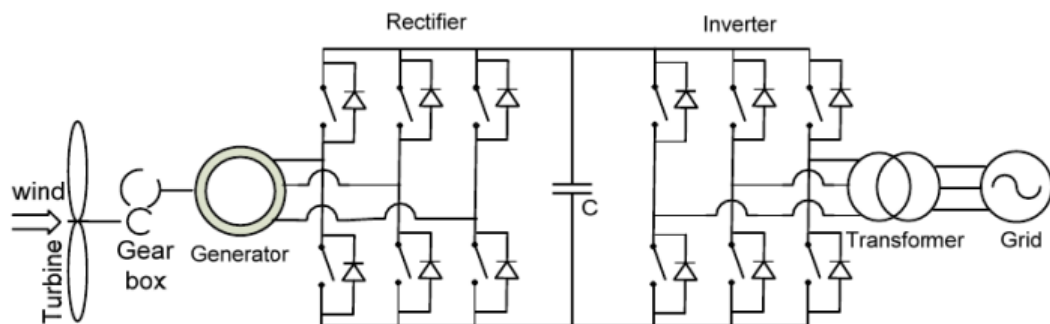 Rectifier
Inverter
wind
Turbine
Gear
box
Generator
C
Transformer
Grid